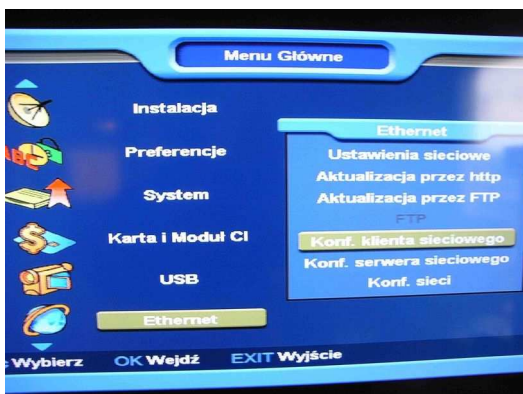 Menu Główne
Instalacja
Preferencje
System
Karta i Moduł CI
USB
Ethernet
Ethernet
Ustawienia sieciowe
Aktualizacja przez http
Aktualizacja przez FTP
FTP
Konf. klienta sieciowego
Konf. serwera sieciowego
Konf. sieci
Wybierz OK Wejdź EXIT Wyjście